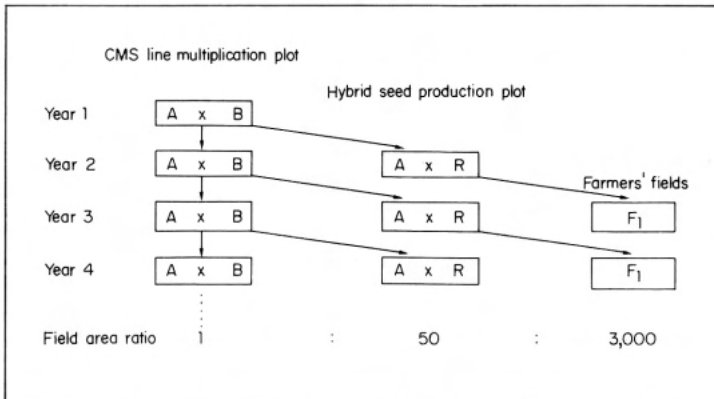 CMS line multiplication plot
Hybrid seed production plot
Year 1 A x B
Year 2 A x B A x R
Farmers' fields
Year 3 A x B A x R F1
Year 4 A x B A x R F1
Field area ratio 1 : 50 : 3,000